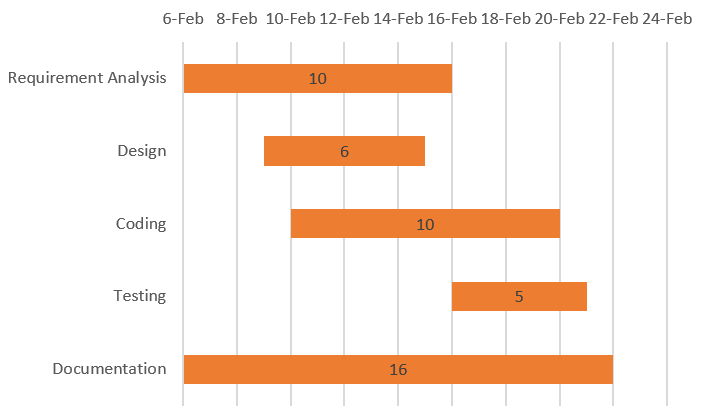 6-Feb 8-Feb 10-Feb 12-Feb 14-Feb 16-Feb 18-Feb 20-Feb 22-Feb 24-Feb
Requirement Analysis 10
Design 6
Coding 10
Testing 5
Documentation 16